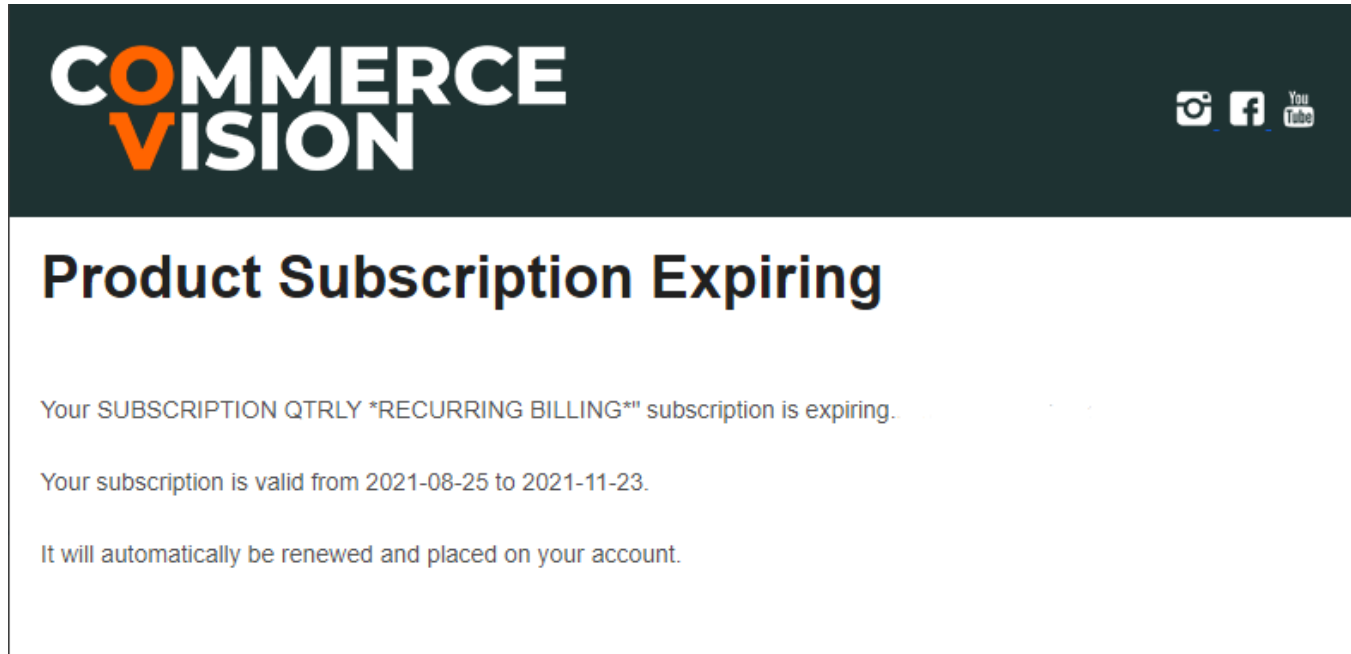 COMMERCE
VISION
You
Tube
Product Subscription Expiring
Your SUBSCRIPTION QTRLY *RECURRING BILLING*" subscription is expiring.
Your subscription is valid from 2021-08-25 to 2021-11-23.
It will automatically be renewed and placed on your account.